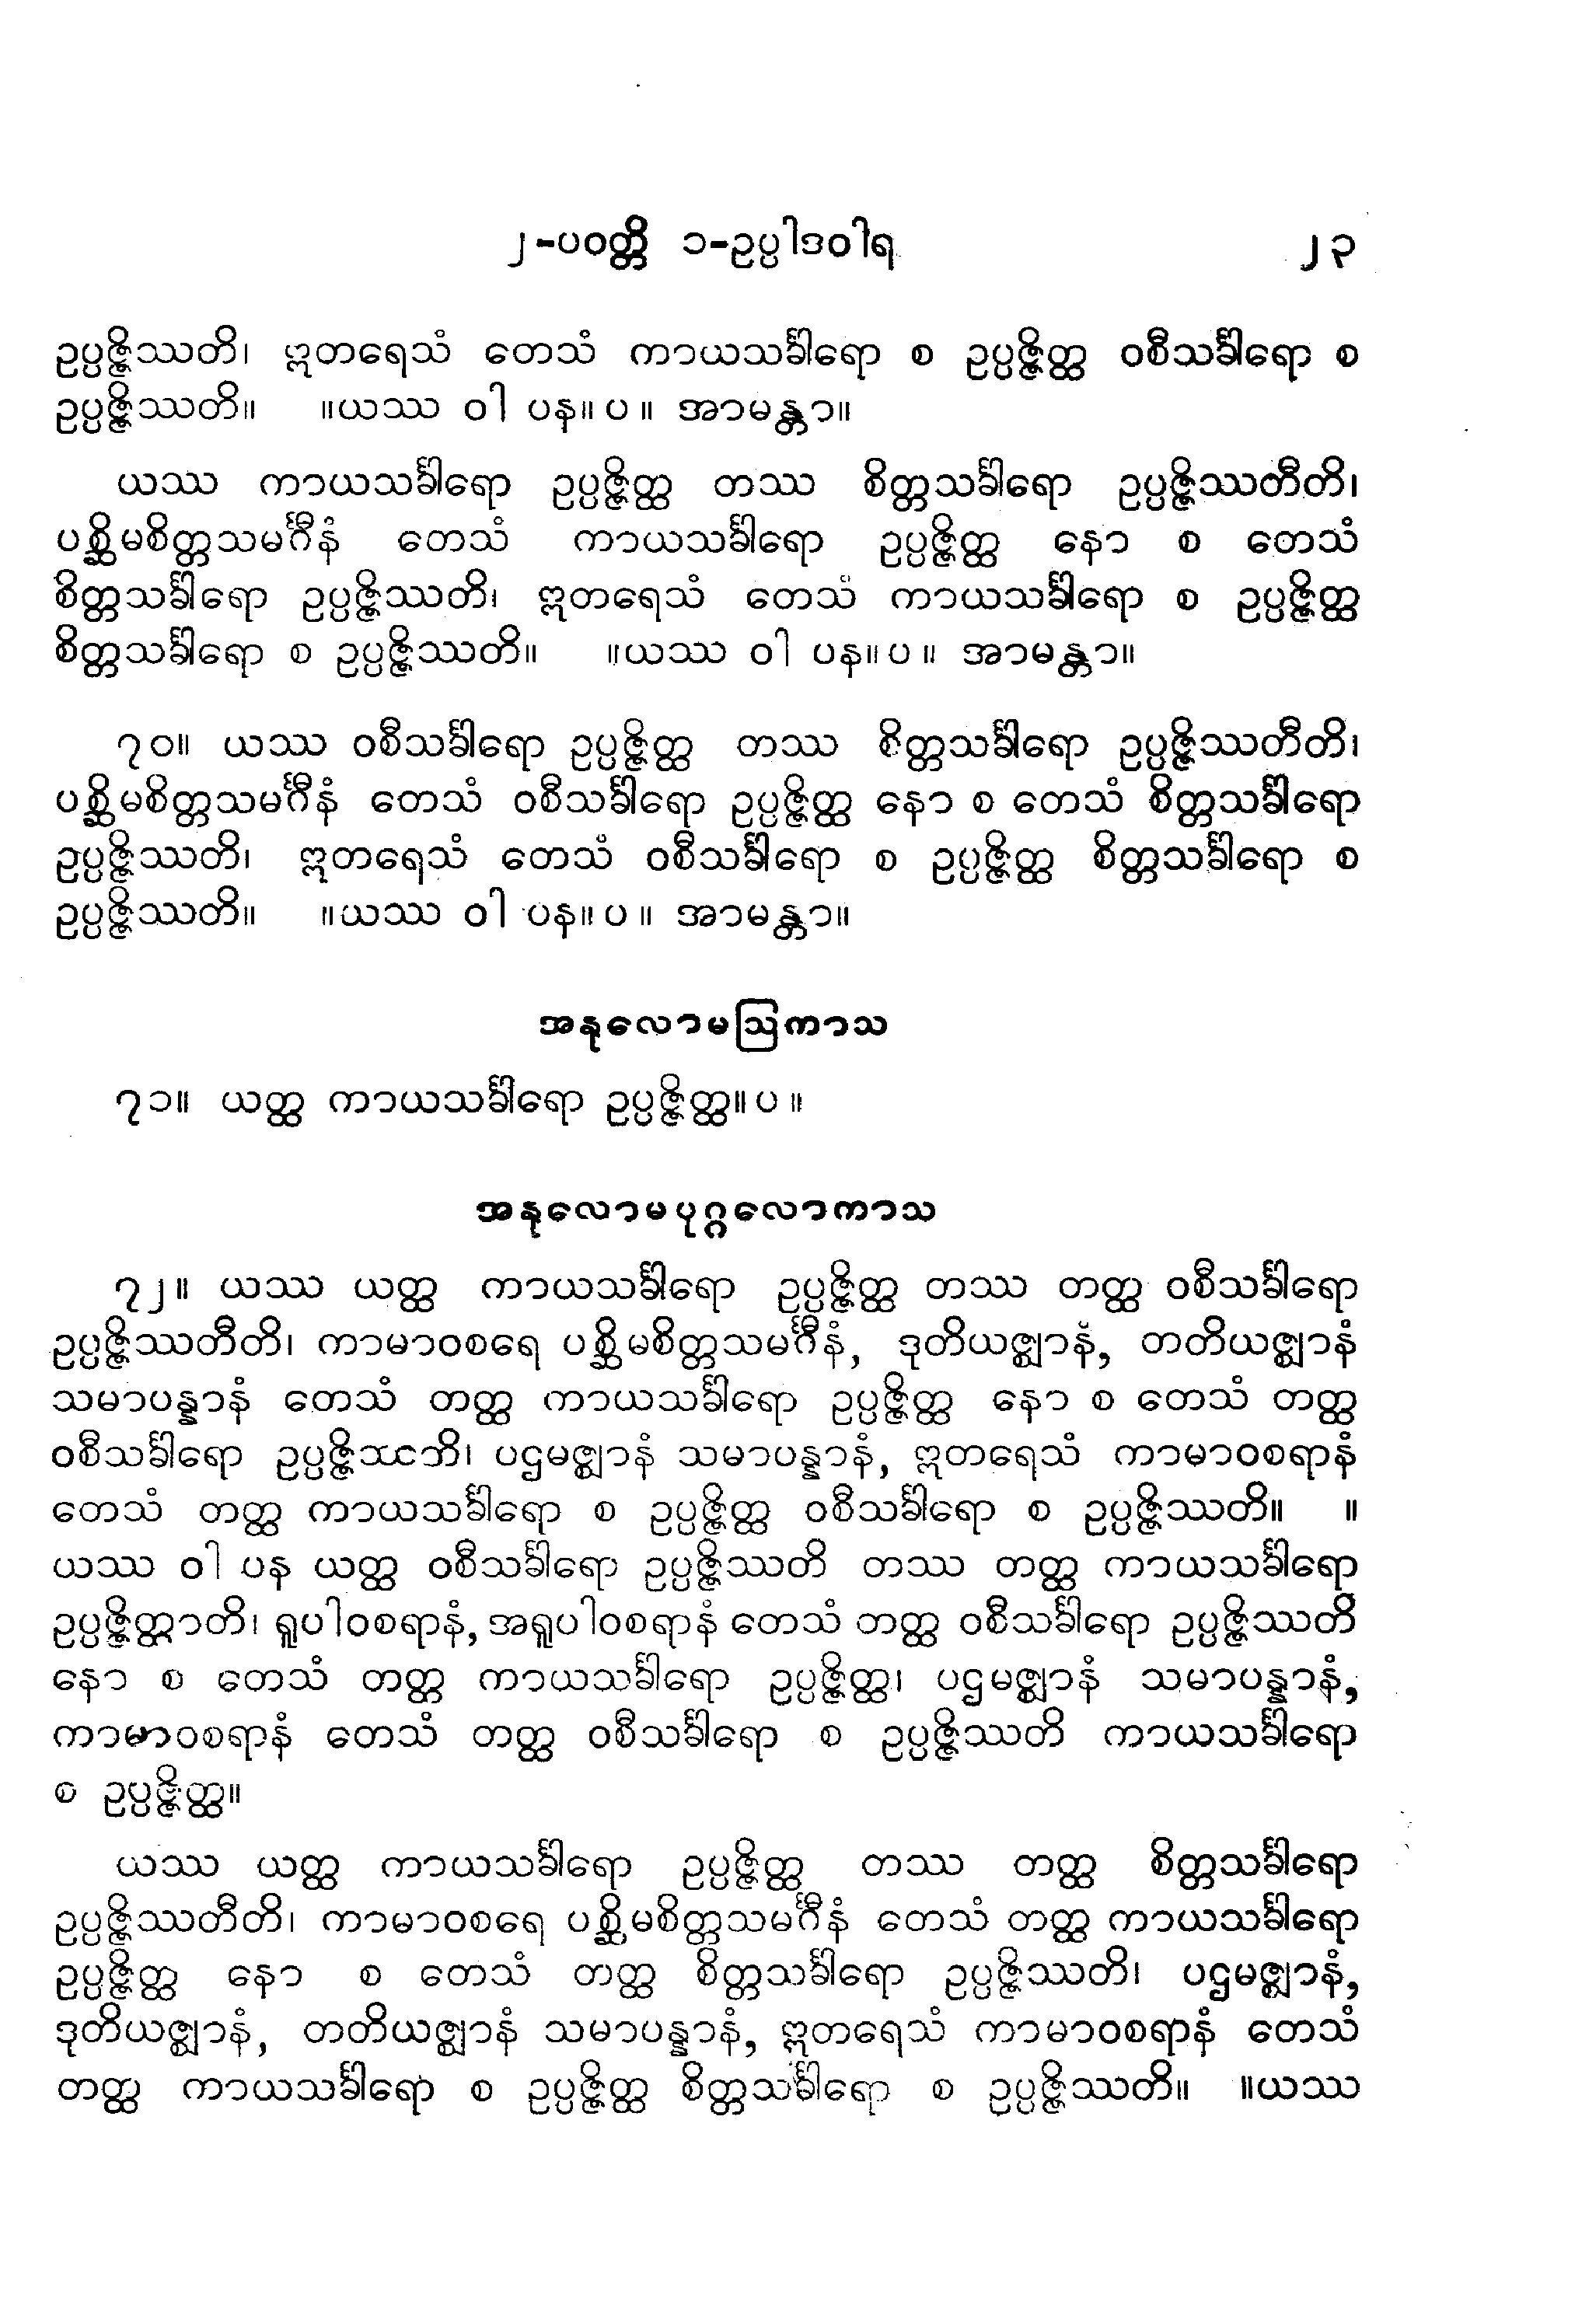 ၂-ပဝတ္တိ ၁-ဥပ္ပါဒဝါရ ၂၃
ဥပ္ပဇ္ဇိဿတိ၊ ဣတရေသံ တေသံ ကာယသင်္ခါရော စ ဥပ္ပဇ္ဇိတ္ထ ဝစီသင်္ခါရော စ
ဥပ္ပဇ္ဇိဿတိ။ ။ယဿ ဝါ ပန။ပ။ အာမန္တာ။
ယဿ ကာယသင်္ခါရော ဥပ္ပဇ္ဇိတ္ထ တဿ စိတ္တသင်္ခါရော ဥပ္ပဇ္ဇိဿတီတိ၊
ပစ္ဆိမစိတ္တသမင်္ဂီနံ တေသံ ကာယသင်္ခါရော ဥပ္ပဇ္ဇိတ္ထ နော စ တေသံ
စိတ္တသင်္ခါရော ဥပ္ပဇ္ဇိဿတိ၊ ဣတရေသံ တေသံ ကာယသင်္ခါရော စ ဥပ္ပဇ္ဇိတ္ထ
စိတ္တသင်္ခါရော စ ဥပ္ပဇ္ဇိဿတိ။ ။ယဿ ဝါ ပန။ပ။ အာမန္တာ။
၇၀။ ယဿ ဝစီသင်္ခါရော ဥပ္ပဇ္ဇိတ္ထ တဿ စိတ္တသင်္ခါရော ဥပ္ပဇ္ဇိဿတီတိ၊
ပစ္ဆိမစိတ္တသမင်္ဂီနံ တေသံ ဝစီသင်္ခါရော ဥပ္ပဇ္ဇိတ္ထ နော စ တေသံ စိတ္တသင်္ခါရော
ဥပ္ပဇ္ဇိဿတိ၊ ဣတရေသံ တေသံ ဝစီသင်္ခါရော စ ဥပ္ပဇ္ဇိတ္ထ စိတ္တသင်္ခါရော စ
ဥပ္ပဇ္ဇိဿတိ။ ။ယဿ ဝါ ပန။ပ။ အာမန္တာ။
အနုလောမဩကာသ
၇၁။ ယတ္ထ ကာယသင်္ခါရော ဥပ္ပဇ္ဇိတ္ထ။ပ။
အနုလောမပုဂ္ဂလောကာသ
၇၂။ ယဿ ယတ္ထ ကာယသင်္ခါရော ဥပ္ပဇ္ဇိတ္ထ တဿ တတ္ထ ဝစီသင်္ခါရော
ဥပ္ပဇ္ဇိဿတီတိ၊ ကာမာဝစရေ ပစ္ဆိမစိတ္တသမင်္ဂီနံ, ဒုတိယဇ္ဈာနံ, တတိယဇ္ဈာနံ
သမာပန္နာနံ တေသံ တတ္ထ ကာယသင်္ခါရော ဥပ္ပဇ္ဇိတ္ထ နော စ တေသံ တတ္ထ
ဝစီသင်္ခါရော ဥပ္ပဇ္ဇိဿတိ၊ ပဌမဇ္ဈာနံ သမာပန္နာနံ, ဣတရေသံ ကာမာဝစရာနံ
တေသံ တတ္ထ ကာယသင်္ခါရော စ ဥပ္ပဇ္ဇိတ္ထ ဝစီသင်္ခါရော စ ဥပ္ပဇ္ဇိဿတိ။ ။
ယဿ ဝါ ပန ယတ္ထ ဝစီသင်္ခါရော ဥပ္ပဇ္ဇိဿတိ တဿ တတ္ထ ကာယသင်္ခါရော
ဥပ္ပဇ္ဇိတ္ထာတိ၊ ရူပါဝစရာနံ, အရူပါဝစရာနံ တေသံ တတ္ထ ဝစီသင်္ခါရော ဥပ္ပဇ္ဇိဿတိ
နော စ တေသံ တတ္ထ ကာယသင်္ခါရော ဥပ္ပဇ္ဇိတ္ထ၊ ပဌမဇ္ဈာနံ သမာပန္နာနံ,
ကာမာဝစရာနံ တေသံ တတ္ထ ဝစီသင်္ခါရော စ ဥပ္ပဇ္ဇိဿတိ ကာယသင်္ခါရော
စ ဥပ္ပဇ္ဇိတ္ထ။
ယဿ ယတ္ထ ကာယသင်္ခါရော ဥပ္ပဇ္ဇိတ္ထ တဿ တတ္ထ စိတ္တသင်္ခါရော
ဥပ္ပဇ္ဇိဿတီတိ၊ ကာမာဝစရေ ပစ္ဆိမစိတ္တသမင်္ဂီနံ တေသံ တတ္ထ ကာယသင်္ခါရော
ဥပ္ပဇ္ဇိတ္ထ နော စ တေသံ တတ္ထ စိတ္တသင်္ခါရော ဥပ္ပဇ္ဇိဿတိ၊ ပဌမဇ္ဈာနံ,
ဒုတိယဇ္ဈာနံ, တတိယဇ္ဈာနံ သမာပန္နာနံ, ဣတရေသံ ကာမာဝစရာနံ တေသံ
တတ္ထ ကာယသင်္ခါရော စ ဥပ္ပဇ္ဇိတ္ထ စိတ္တသင်္ခါရော စ ဥပ္ပဇ္ဇိဿတိ။ ။ယဿ